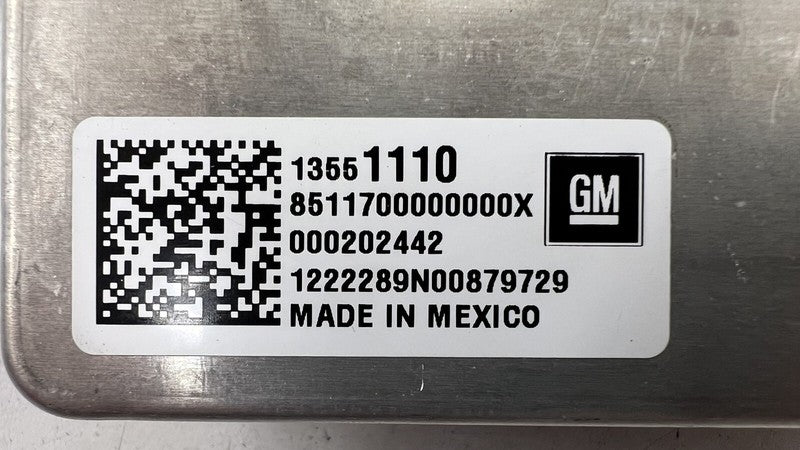 13551110
8511700000000X
000202442
1222289N00879729
MADE IN MEXICO
GM